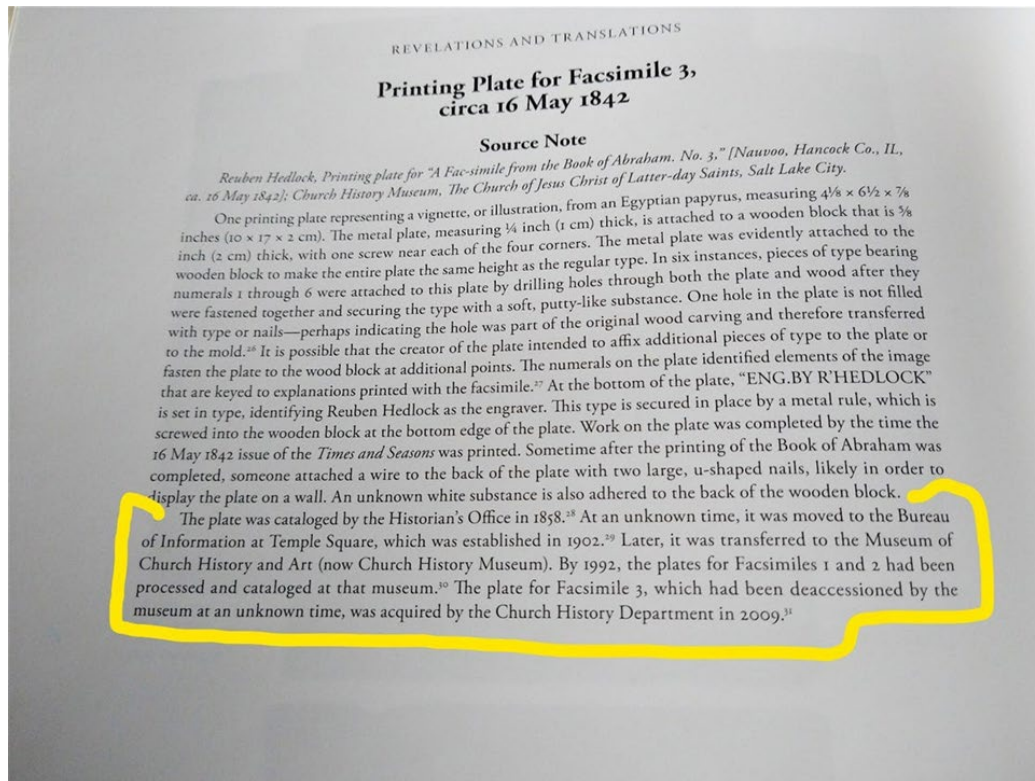 REVELATIONS AND TRANSLATIONS
Printing Plate for Facsimile 3,
circa 16 May 1842
Source Note
Reuben Hedlock, Printing plate for “A Fac-simile from the Book of Abraham. No. 3,” [Nauvoo, Hancock Co., IL,
ca. 16 May 1842]; Church History Museum, The Church of Jesus Christ of Latter-day Saints, Salt Lake City.
One printing plate representing a vignette, or illustration, from an Egyptian papyrus, measuring 4⅛ × 6½ × ⅞
inches (10 × 17 × 2 cm). The metal plate, measuring ¼ inch (1 cm) thick, is attached to a wooden block that is ⅝
inch (2 cm) thick, with one screw near each of the four corners. The metal plate was evidently attached to the
wooden block to make the entire plate the same height as the regular type. In six instances, pieces of type bearing
numerals 1 through 6 were attached to this plate by drilling holes through both the plate and wood after they
were fastened together and securing the type with a soft, putty-like substance. One hole in the plate is not filled
with type or nails—perhaps indicating the hole was part of the original wood carving and therefore transferred
to the mold.²⁶ It is possible that the creator of the plate intended to affix additional pieces of type to the plate or
fasten the plate to the wood block at additional points. The numerals on the plate identified elements of the image
that are keyed to explanations printed with the facsimile.²⁷ At the bottom of the plate, “ENG.BY R’HEDLOCK”
is set in type, identifying Reuben Hedlock as the engraver. This type is secured in place by a metal rule, which is
screwed into the wooden block at the bottom edge of the plate. Work on the plate was completed by the time the
16 May 1842 issue of the Times and Seasons was printed. Sometime after the printing of the Book of Abraham was
completed, someone attached a wire to the back of the plate with two large, u-shaped nails, likely in order to
display the plate on a wall. An unknown white substance is also adhered to the back of the wooden block.
The plate was cataloged by the Historian’s Office in 1858.²⁸ At an unknown time, it was moved to the Bureau
of Information at Temple Square, which was established in 1902.²⁹ Later, it was transferred to the Museum of
Church History and Art (now Church History Museum). By 1992, the plates for Facsimiles 1 and 2 had been
processed and cataloged at that museum.³⁰ The plate for Facsimile 3, which had been deaccessioned by the
museum at an unknown time, was acquired by the Church History Department in 2009.³¹